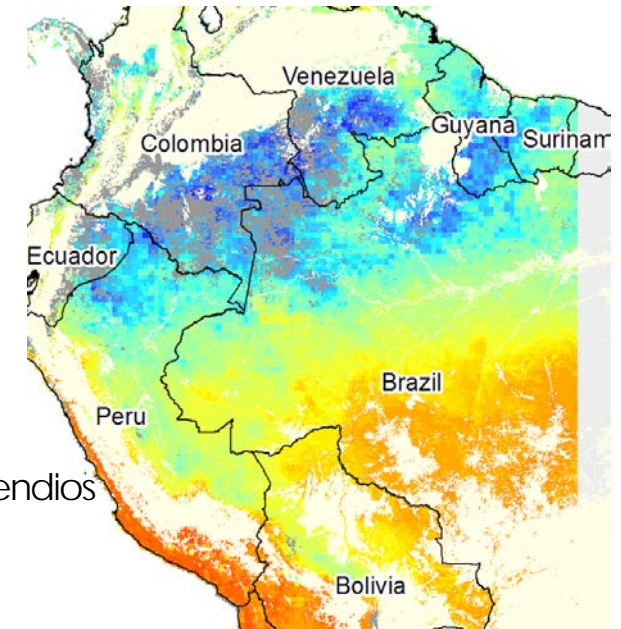 Venezuela
Guyana
Surinam
Colombia
Ecuador
Brazil
Peru
endios
Bolivia